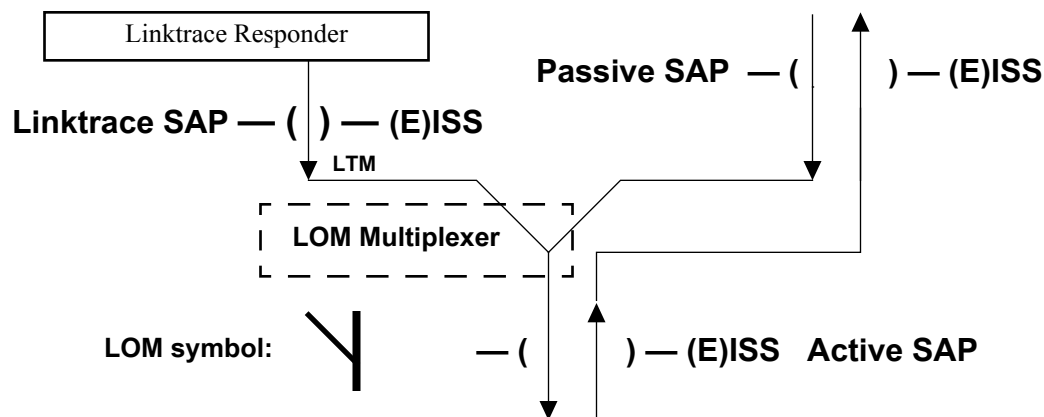 Linktrace Responder
Passive SAP — ( ) — (E)ISS
Linktrace SAP — ( ) — (E)ISS
LTM
LOM Multiplexer
LOM symbol:
— ( ) — (E)ISS Active SAP